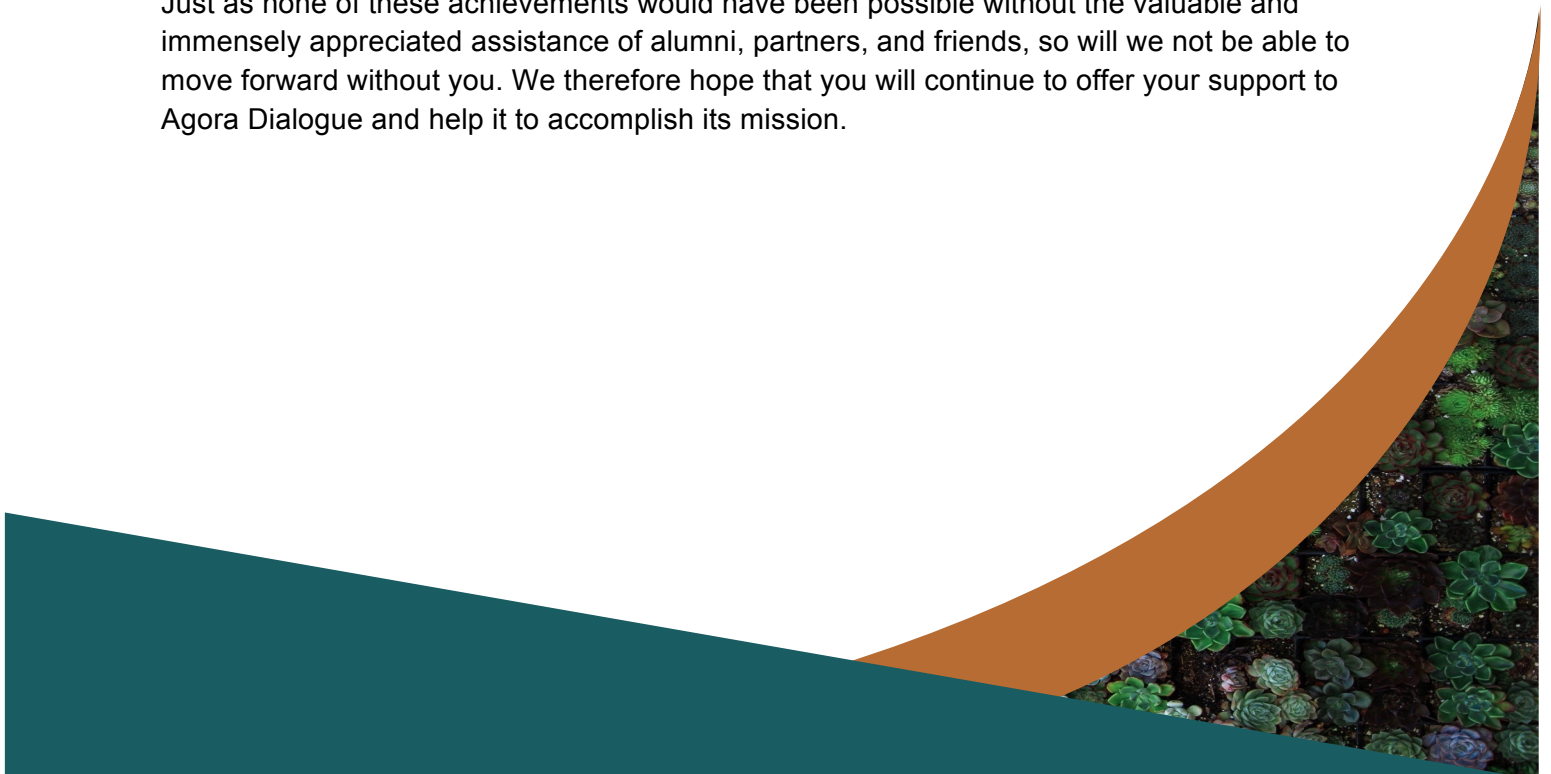 Just as none of these achievements would have been possible without the valuable and
immensely appreciated assistance of alumni, partners, and friends, so will we not be able to
move forward without you. We therefore hope that you will continue to offer your support to
Agora Dialogue and help it to accomplish its mission.